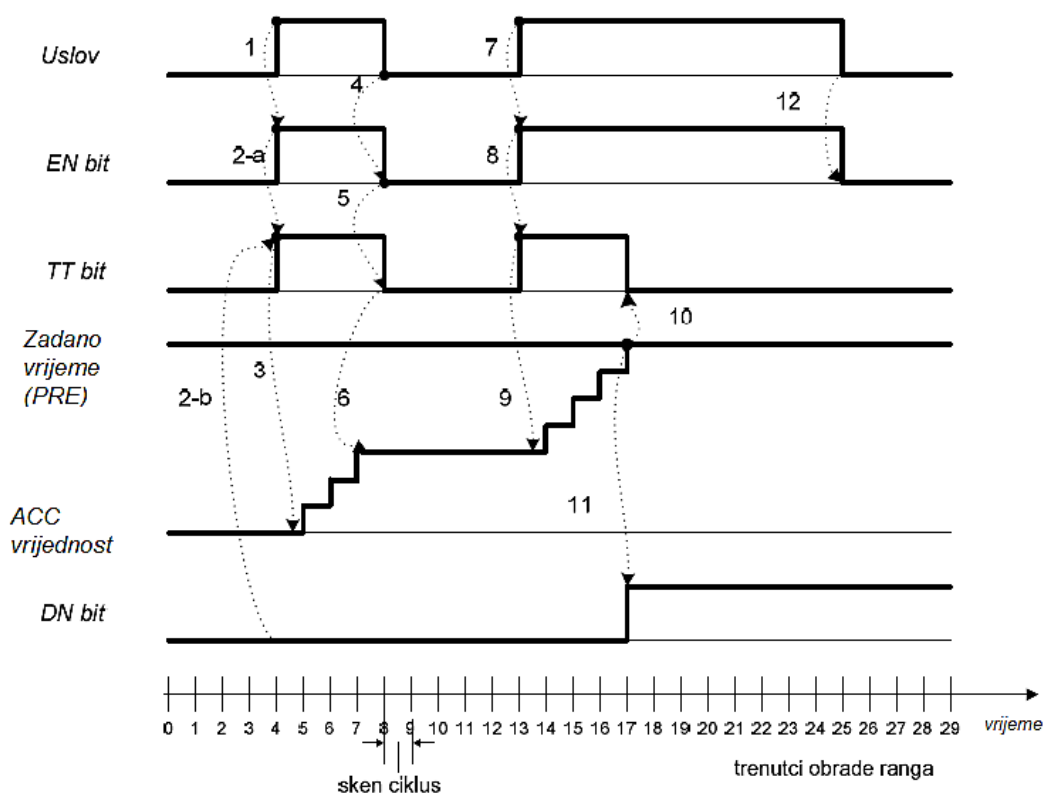 Uslov
1
4
7
12
EN bit
2-a
5
8
TT bit
10
Zadano
vrijeme
(PRE)
2-b
3
6
9
11
ACC
vrijednost
DN bit
0 1 2 3 4 5 6 7 8 9 10 11 12 13 14 15 16 17 18 19 20 21 22 23 24 25 26 27 28 29
vrijeme
sken ciklus
trenutci obrade ranga